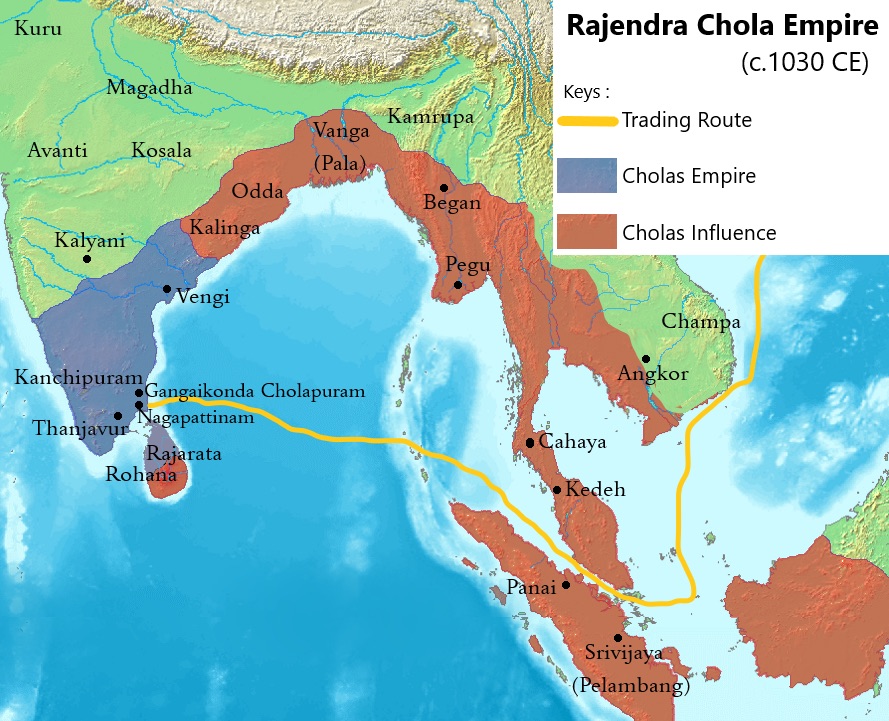 Rajendra Chola Empire
(c.1030 CE)
Keys :
Trading Route
Cholas Empire
Cholas Influence
Kuru
Magadha
Avanti
Kosala
Vanga
(Pala)
Kamrupa
Odda
Kalinga
Began
Kalyani
Vengi
Pegu
Champa
Angkor
Kanchipuram
Gangaikonda Cholapuram
Nagapattinam
Thanjavur
Rajarata
Rohana
Cahaya
Kedeh
Panai
Srivijaya
(Pelambang)